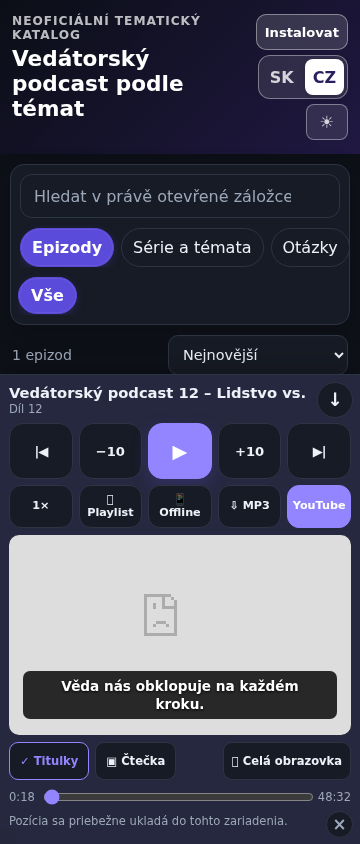 NEOFICIÁLNÍ TEMATICKÝ
KATALOG
Vedátorský
podcast podle
témat
Instalovat
SK CZ
Hledat v právě otevřené záložce
Epizody Série a témata Otázky
Vše
1 epizod Nejnovější
Vedátorský podcast 12 – Lidstvo vs.
Díl 12
−10 +10
1× Playlist Offline ⇩ MP3 YouTube
Věda nás obklopuje na každém
kroku.
✓ Titulky ▣ Čtečka Celá obrazovka
0:18 48:32
Pozícia sa priebežne ukladá do tohto zariadenia.